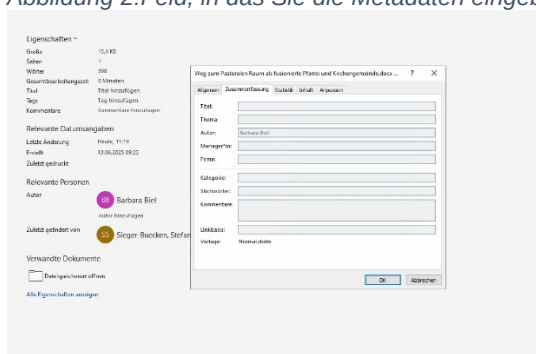 Abbildung 2:Feld, in das Sie die Metadaten eingeb
Eigenschaften
Größe 15,4 KB
Seiten 1
Wörter 398
Gesamtbearbeitungszeit 0 Minuten
Titel Titel hinzufügen
Tags Tag hinzufügen
Kommentare Kommentare hinzufügen
Relevante Datumsangaben
Letzte Änderung Heute, 11:19
Erstellt 13.06.2025 09:23
Zuletzt gedruckt
Relevante Personen
Autor
BB Barbara Biel
Autor hinzufügen
Zuletzt geändert von
SS Sieger-Buecken, Stefan
Verwandte Dokumente
Dateispeicherort öffnen
Alle Eigenschaften anzeigen
Weg zum Pastoralen Raum als fusionierte Pfarrei und Kirchengemeinde.docx ... ? X
Allgemein Zusammenfassung Statistik Inhalt Anpassen
Titel:
Thema:
Autor: Barbara Biel
Manager*in:
Firma:
Kategorie:
Stichwörter:
Kommentare:
Linkbasis:
Vorlage: Normal.dotm
OK Abbrechen